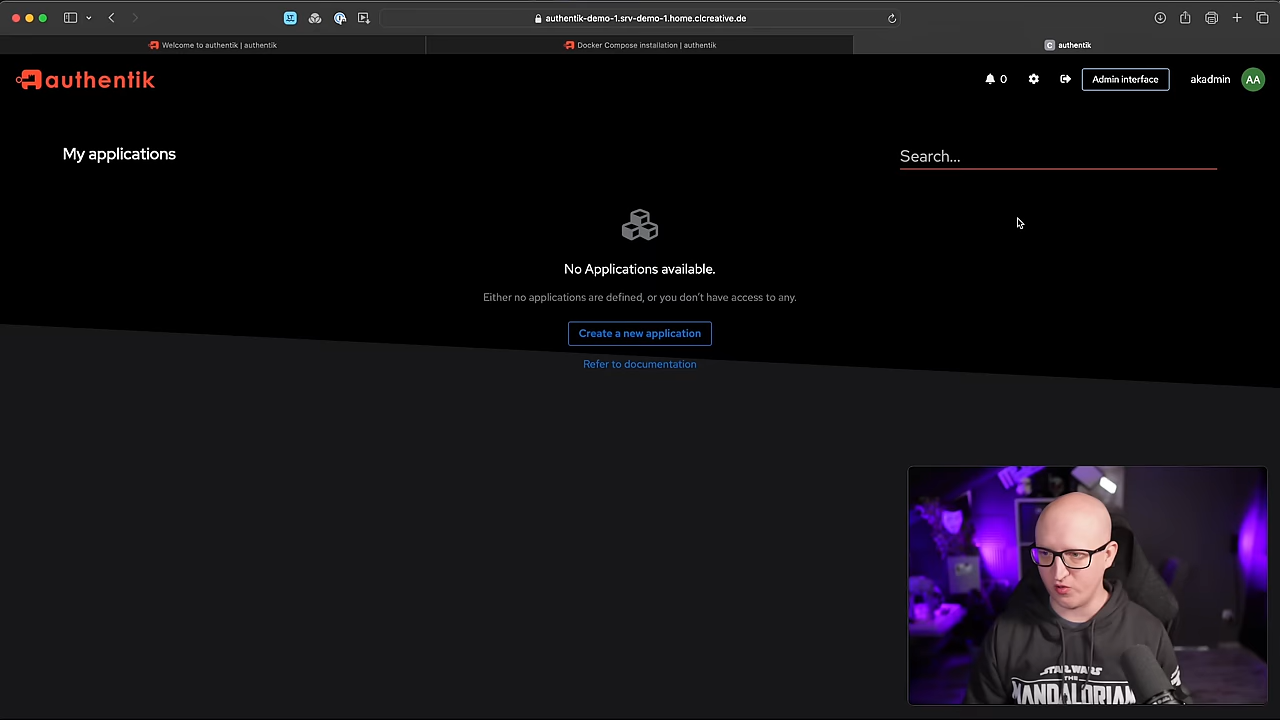 authentik-demo-1.srv-demo-1.home.clcreative.de
Welcome to authentik | authentik
Docker Compose installation | authentik
C authentik
authentik
0
Admin interface
akadmin
AA
My applications
Search...
No Applications available.
Either no applications are defined, or you don't have access to any.
Create a new application
Refer to documentation
STAR WARS
THE
MANDALORIAN